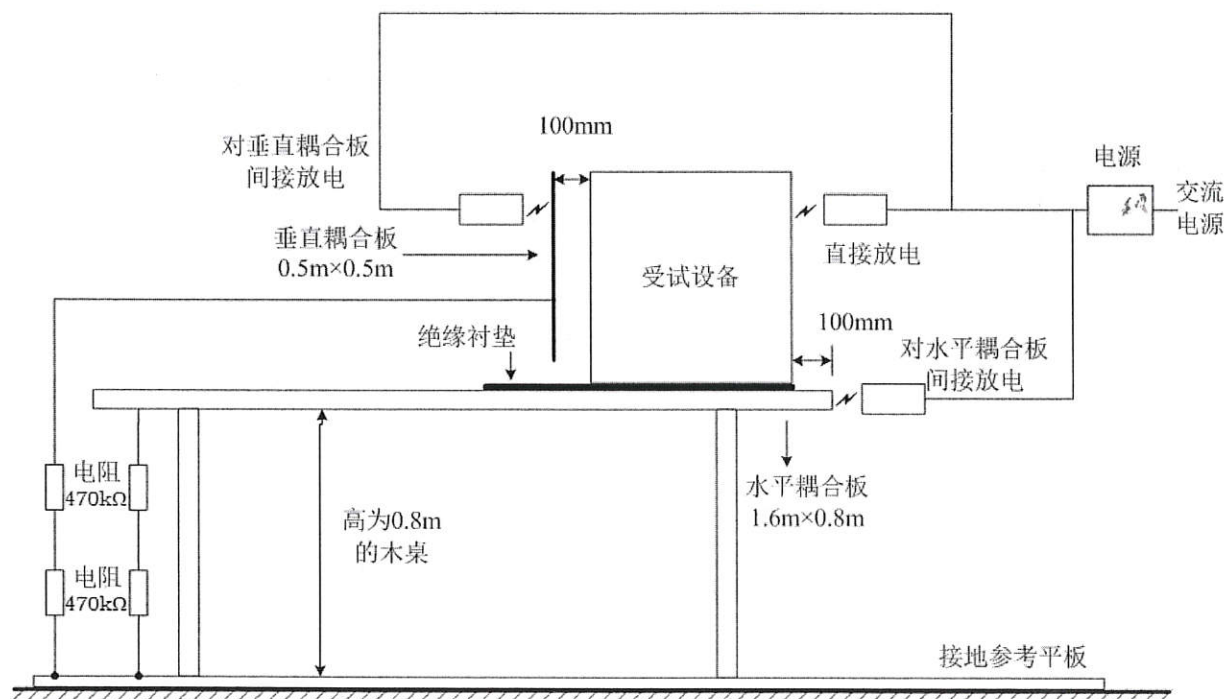 100mm
对垂直耦合板
间接放电
电源
交流
电源
垂直耦合板
0.5m×0.5m
受试设备
直接放电
绝缘衬垫
100mm
对水平耦合板
间接放电
电阻
470kΩ
高为0.8m
的木桌
水平耦合板
1.6m×0.8m
电阻
470kΩ
接地参考平板